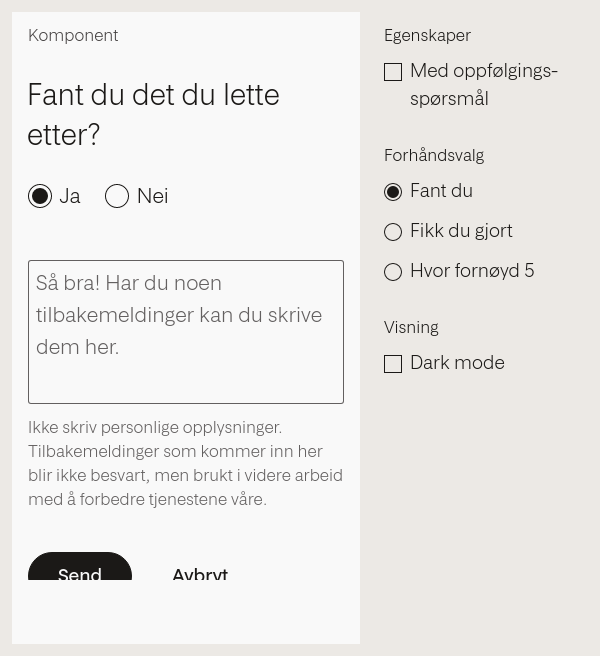 Komponent
Fant du det du lette
etter?
Ja
Nei
Så bra! Har du noen
tilbakemeldinger kan du skrive
dem her.
Ikke skriv personlige opplysninger.
Tilbakemeldinger som kommer inn her
blir ikke besvart, men brukt i videre arbeid
med å forbedre tjenestene våre.
Send
Avbryt
Egenskaper
Med oppfølgings-
spørsmål
Forhåndsvalg
Fant du
Fikk du gjort
Hvor fornøyd 5
Visning
Dark mode